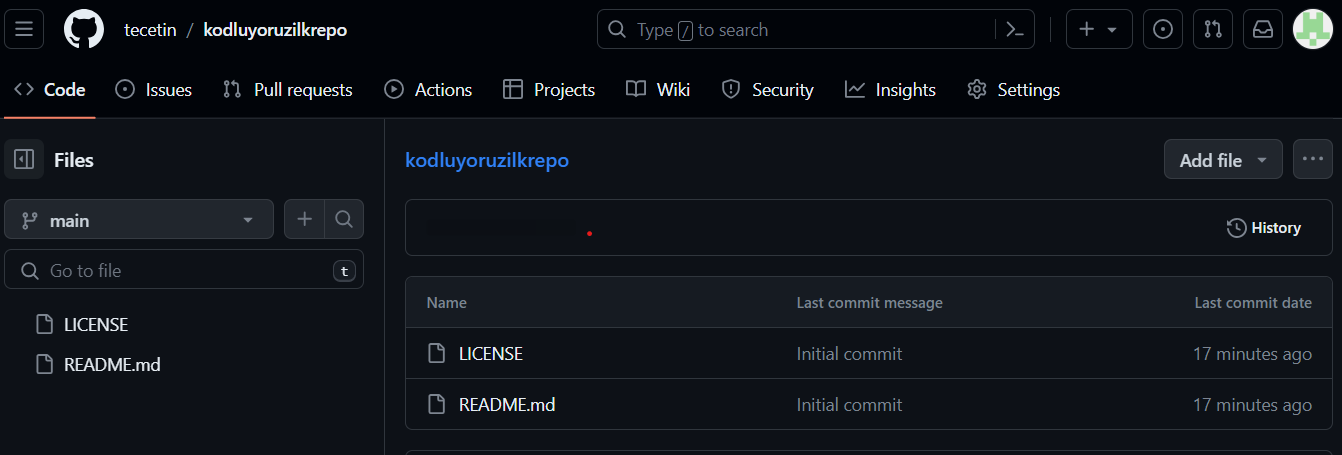 tecetin / kodluyoruzilkrepo
Type / to search
Code Issues Pull requests Actions Projects Wiki Security Insights Settings
Files
main
Go to file t
LICENSE
README.md
kodluyoruzilkrepo
Add file
History
Name Last commit message Last commit date
LICENSE Initial commit 17 minutes ago
README.md Initial commit 17 minutes ago